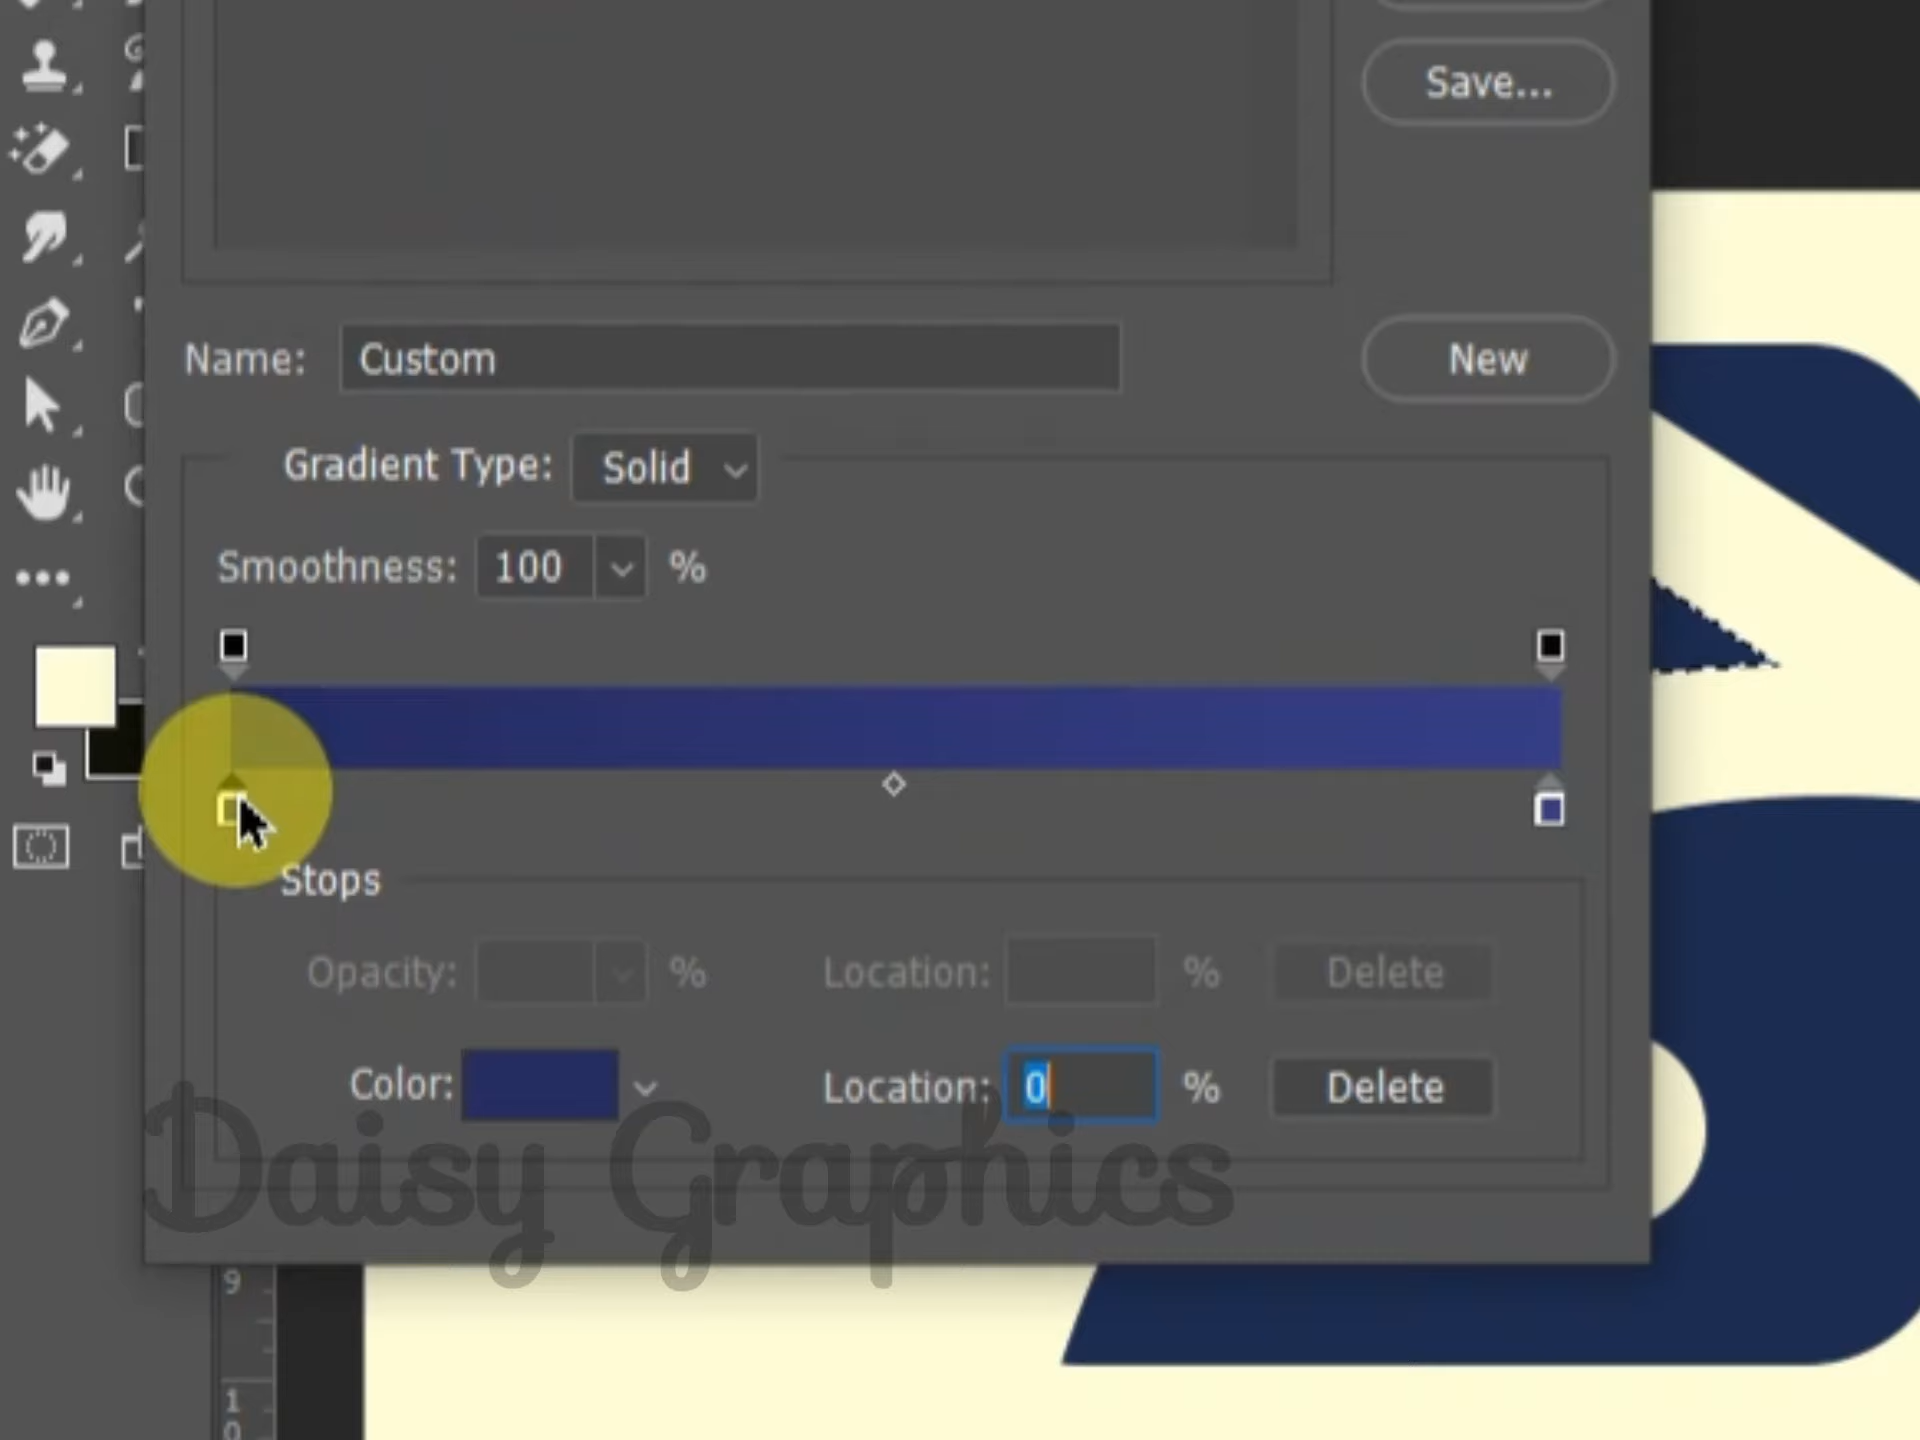 Save...
Name: Custom
New
Gradient Type: Solid
Smoothness: 100 %
Stops
Opacity: % Location: % Delete
Color: Location: 0 % Delete
Daisy Graphics
9
1
0